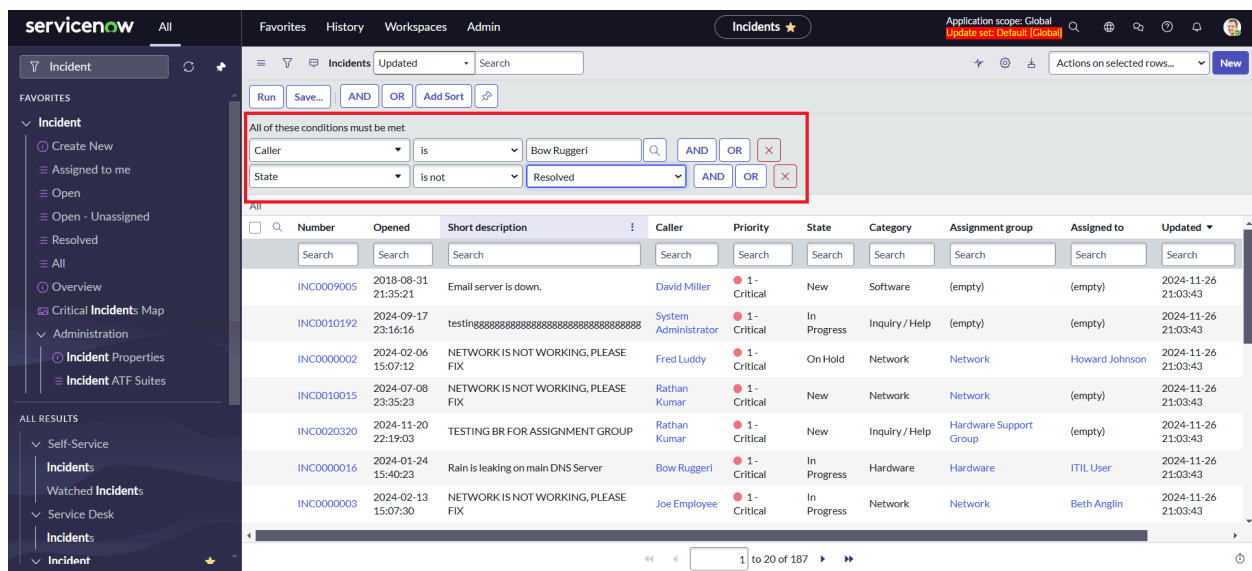 servicenow All Favorites History Workspaces Admin Incidents Application scope: Global
Update set: Default [Global]
Incident
FAVORITES
Incident
Create New
Assigned to me
Open
Open - Unassigned
Resolved
All
Overview
Critical Incidents Map
Administration
Incident Properties
Incident ATF Suites
ALL RESULTS
Self-Service
Incidents
Watched Incidents
Service Desk
Incidents
Incident
Incidents Updated Search Actions on selected rows... New
Run Save... AND OR Add Sort
All of these conditions must be met
Caller is Bow Ruggeri AND OR
State is not Resolved AND OR
All
Number Opened Short description Caller Priority State Category Assignment group Assigned to Updated
Search Search Search Search Search Search Search Search Search Search
INC0009005 2018-08-31 21:35:21 Email server is down. David Miller 1 - Critical New Software (empty) (empty) 2024-11-26 21:03:43
INC0010192 2024-09-17 23:16:16 System Administrator 1 - Critical In Progress Inquiry / Help (empty) (empty) 2024-11-26 21:03:43
INC0000002 2024-02-06 15:07:12 NETWORK IS NOT WORKING, PLEASE FIX Fred Luddy 1 - Critical On Hold Network Network Howard Johnson 2024-11-26 21:03:43
INC0010015 2024-07-08 23:35:23 NETWORK IS NOT WORKING, PLEASE FIX Rathan Kumar 1 - Critical New Network Network (empty) 2024-11-26 21:03:43
INC0020320 2024-11-20 22:19:03 TESTING BR FOR ASSIGNMENT GROUP Rathan Kumar 1 - Critical New Inquiry / Help Hardware Support Group (empty) 2024-11-26 21:03:43
INC0000016 2024-01-24 15:40:23 Rain is leaking on main DNS Server Bow Ruggeri 1 - Critical In Progress Hardware Hardware ITIL User 2024-11-26 21:03:43
INC0000003 2024-02-13 15:07:30 NETWORK IS NOT WORKING, PLEASE FIX Joe Employee 1 - Critical In Progress Network Network Beth Anglin 2024-11-26 21:03:43
1 to 20 of 187